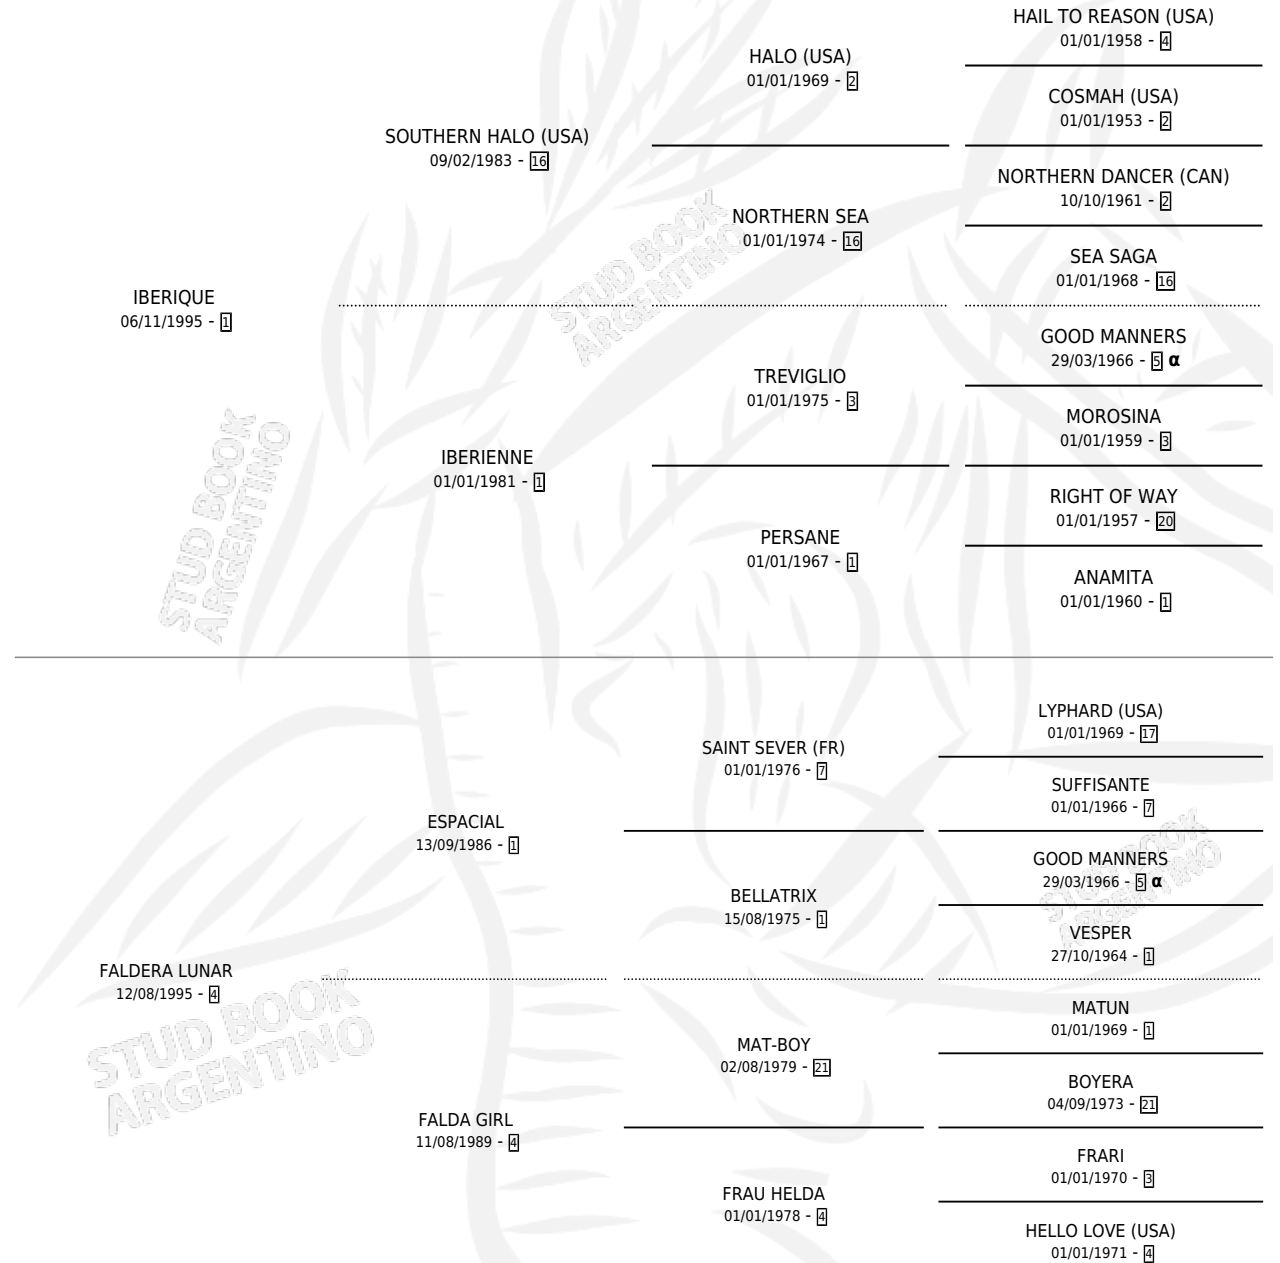 HAIL TO REASON (USA)
01/01/1958 - 4
HALO (USA)
01/01/1969 - 2
COSMAH (USA)
01/01/1953 - 2
SOUTHERN HALO (USA)
09/02/1983 - 16
NORTHERN DANCER (CAN)
10/10/1961 - 2
NORTHERN SEA
01/01/1974 - 16
SEA SAGA
01/01/1968 - 16
IBERIQUE
06/11/1995 - 1
GOOD MANNERS
29/03/1966 - 5 α
TREVIGLIO
01/01/1975 - 3
MOROSINA
01/01/1959 - 3
IBERIENNE
01/01/1981 - 1
RIGHT OF WAY
01/01/1957 - 20
PERSANE
01/01/1967 - 1
ANAMITA
01/01/1960 - 1
STUD BOOK
ARGENTINO
STUD BOOK
ARGENTINO
LYPHARD (USA)
01/01/1969 - 17
SAINT SEVER (FR)
01/01/1976 - 7
SUFFISANTE
01/01/1966 - 7
ESPACIAL
13/09/1986 - 1
GOOD MANNERS
29/03/1966 - 5 α
BELLATRIX
15/08/1975 - 1
VESPER
27/10/1964 - 1
FALDERA LUNAR
12/08/1995 - 4
MATUN
01/01/1969 - 1
MAT-BOY
02/08/1979 - 21
BOYERA
04/09/1973 - 21
FALDA GIRL
11/08/1989 - 4
FRARI
01/01/1970 - 3
FRAU HELDA
01/01/1978 - 4
HELLO LOVE (USA)
01/01/1971 - 4
STUD BOOK
ARGENTINO
STUD BOOK
ARGENTINO